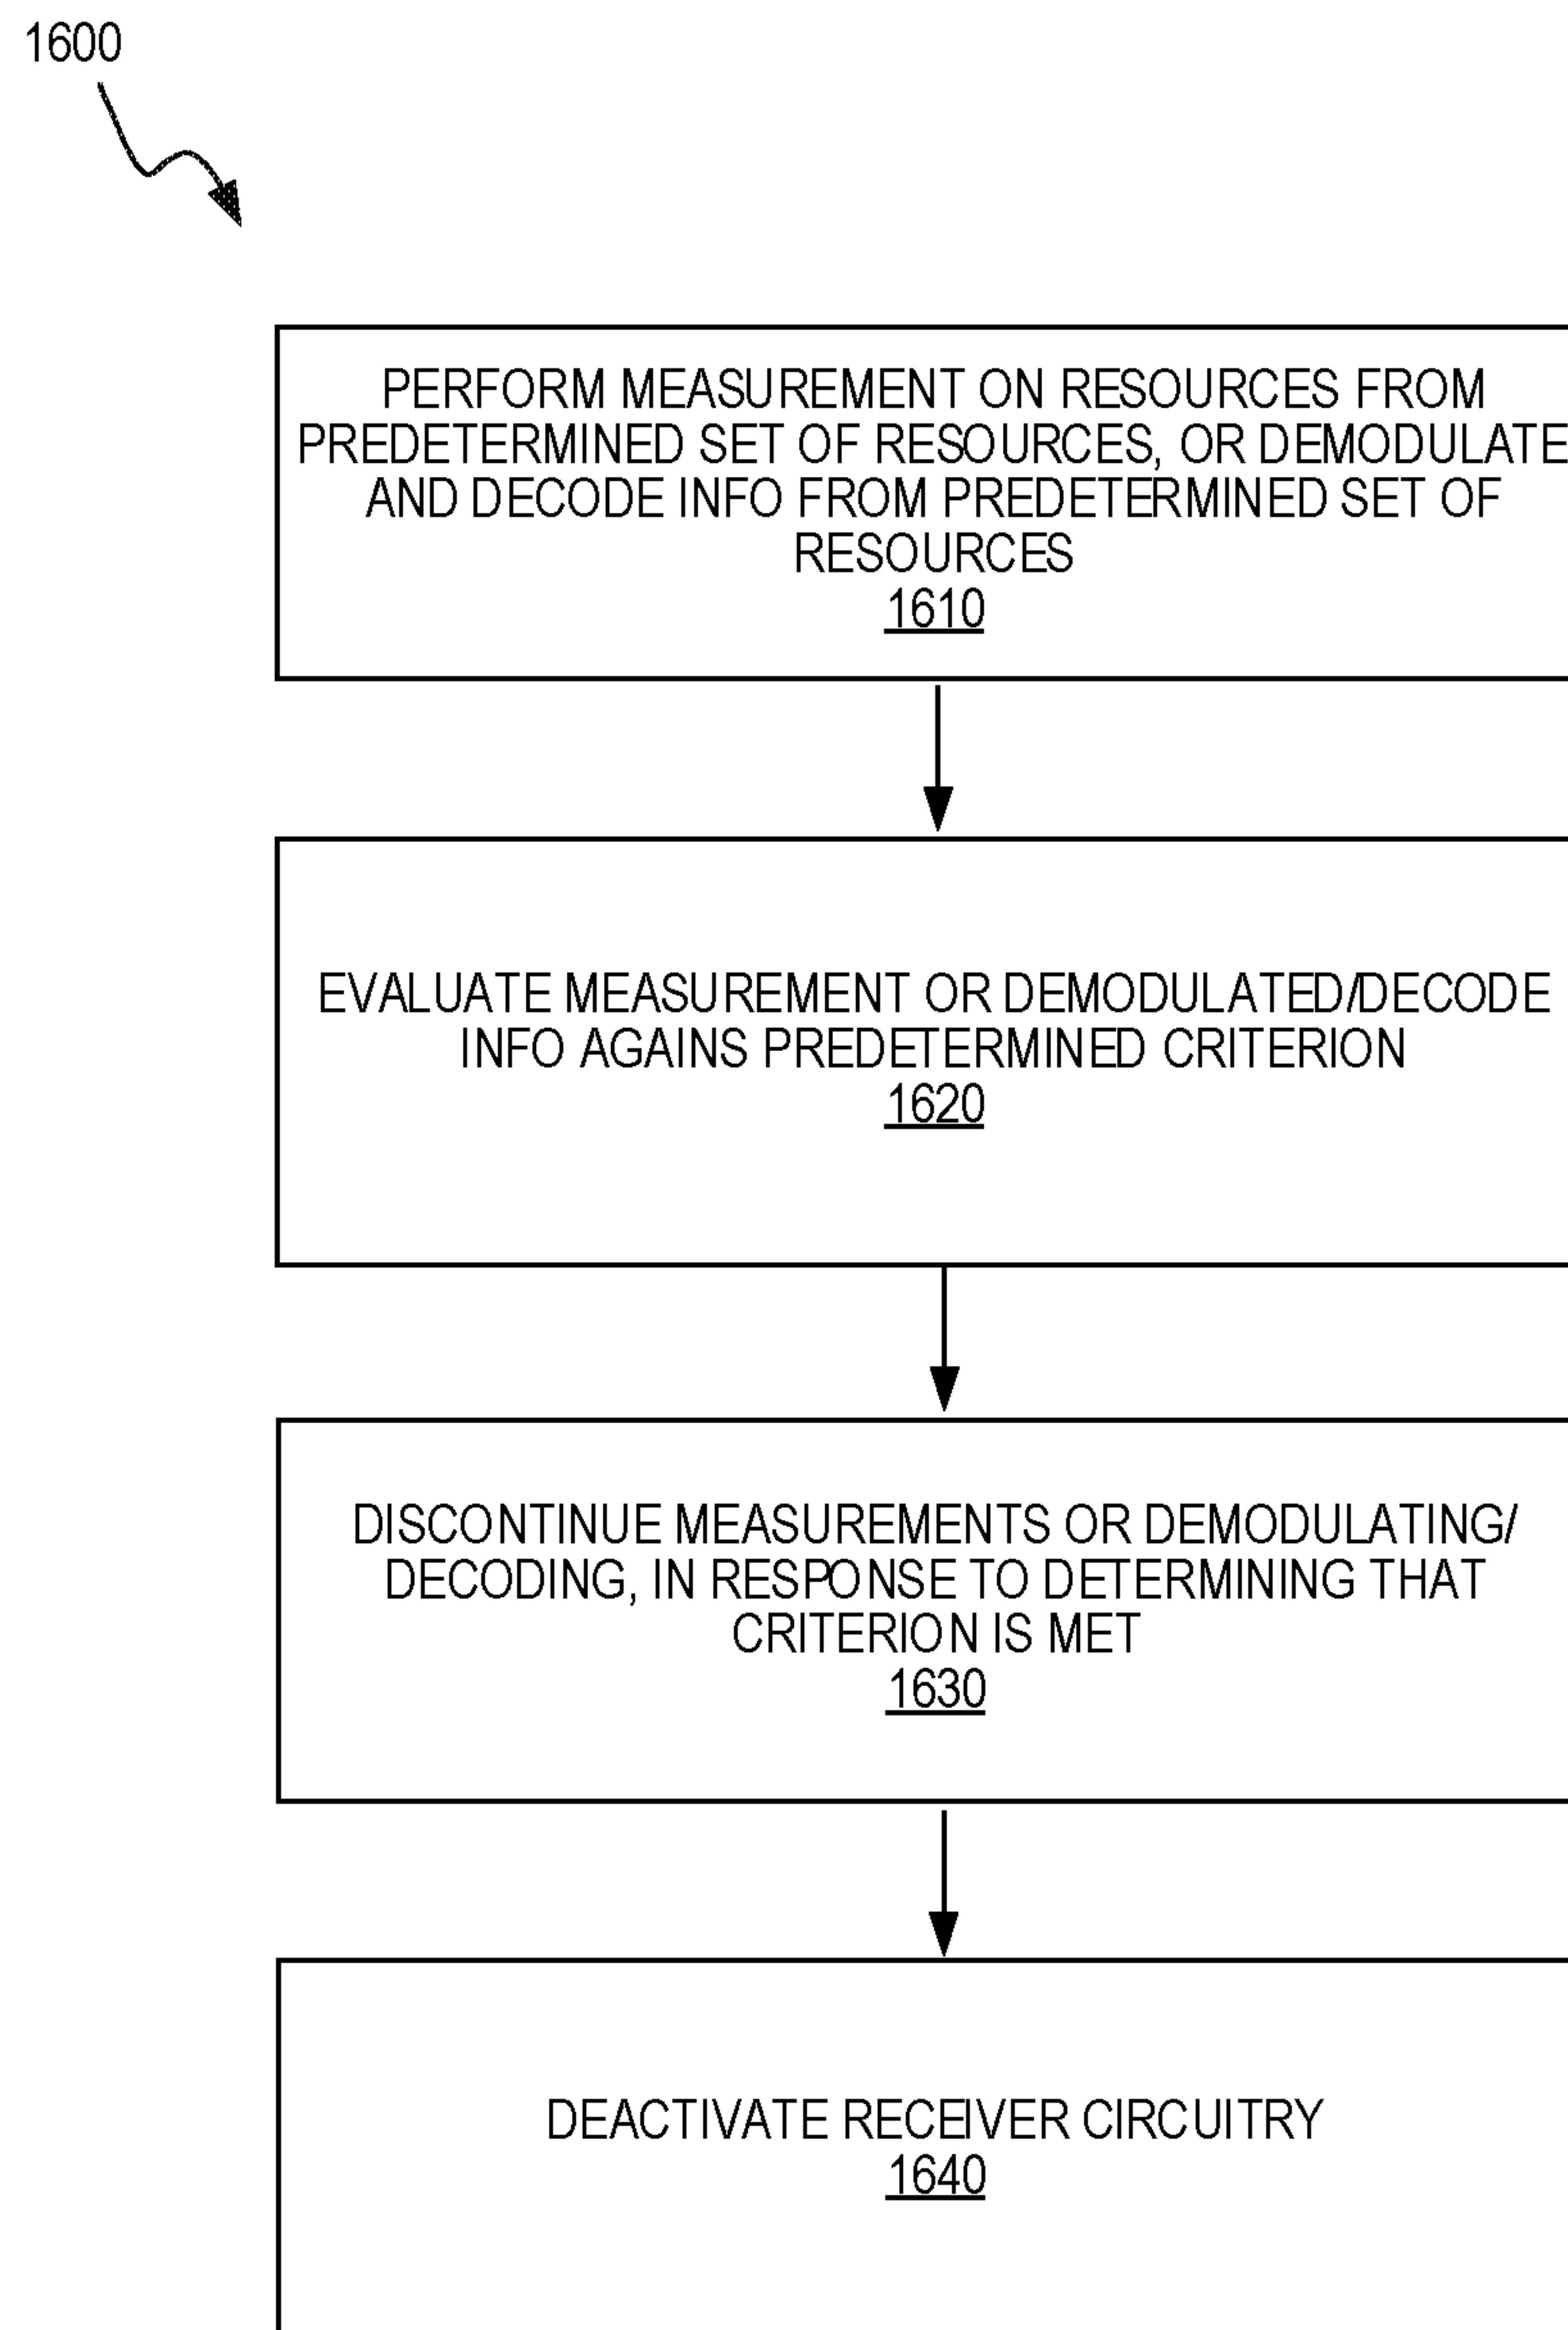 1600
PERFORM MEASUREMENT ON RESOURCES FROM
PREDETERMINED SET OF RESOURCES, OR DEMODULATE
AND DECODE INFO FROM PREDETERMINED SET OF
RESOURCES
1610
EVALUATE MEASUREMENT OR DEMODULATED/DECODE
INFO AGAINS PREDETERMINED CRITERION
1620
DISCONTINUE MEASUREMENTS OR DEMODULATING/
DECODING, IN RESPONSE TO DETERMINING THAT
CRITERION IS MET
1630
DEACTIVATE RECEIVER CIRCUITRY
1640